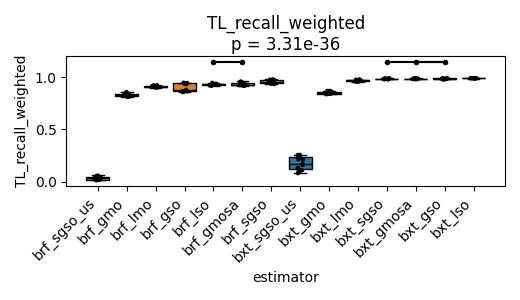 TL_recall_weighted
p = 3.31e-36
TL_recall_weighted
1.0
0.5
0.0
brf_sgso_us
brf_gmo
brf_lmo
brf_gso
brf_lso
brf_gmosa
brf_sgso
bxt_sgso_us
bxt_gmo
bxt_lmo
bxt_sgso
bxt_gmosa
bxt_gso
bxt_lso
estimator